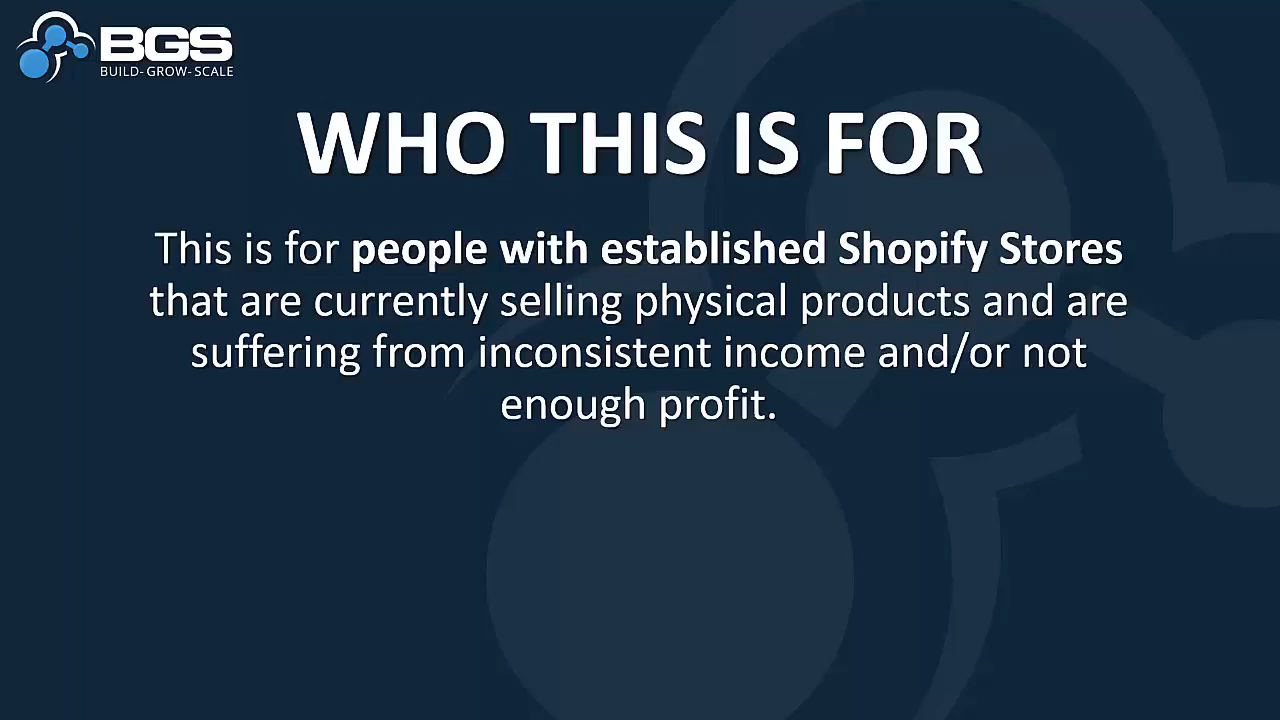 BGS
BUILD-GROW-SCALE
WHO THIS IS FOR
This is for people with established Shopify Stores
that are currently selling physical products and are
suffering from inconsistent income and/or not
enough profit.